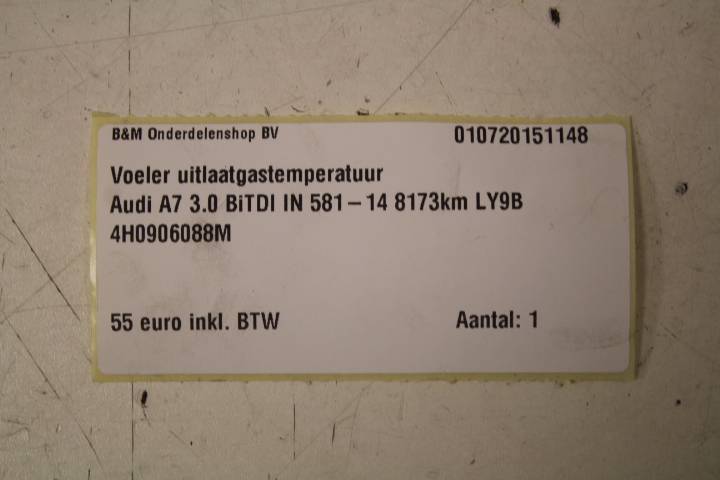 B&M Onderdelenshop BV 010720151148
Voeler uitlaatgastemperatuur
Audi A7 3.0 BiTDI IN 581-14 8173km LY9B
4H0906088M
55 euro inkl. BTW Aantal: 1